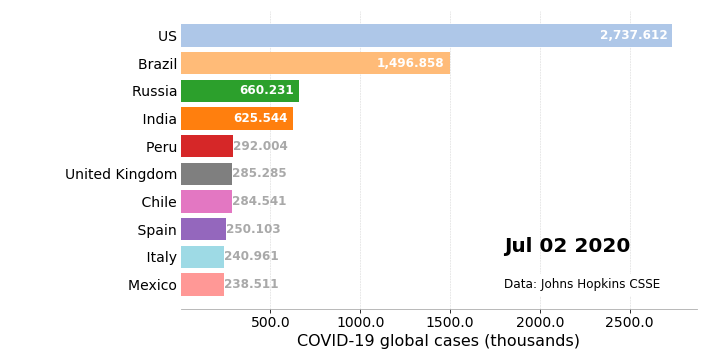 US 2,737.612
Brazil 1,496.858
Russia 660.231
India 625.544
Peru 292.004
United Kingdom 285.285
Chile 284.541
Spain 250.103
Italy 240.961
Mexico 238.511
Jul 02 2020
Data: Johns Hopkins CSSE
500.0 1000.0 1500.0 2000.0 2500.0
COVID-19 global cases (thousands)